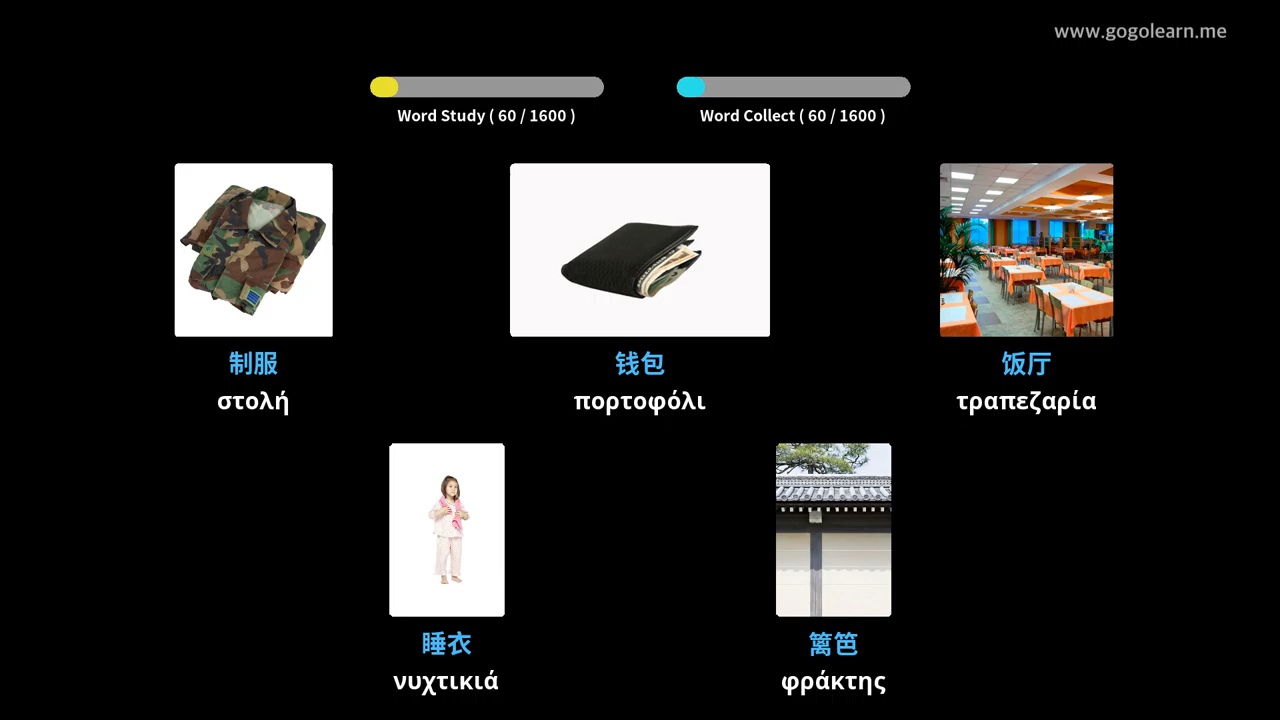 www.gogolearn.me
Word Study ( 60 / 1600 )
Word Collect ( 60 / 1600 )
制服
στολή
钱包
πορτοφόλι
饭厅
τραπεζαρία
睡衣
νυχτικιά
篱笆
φράκτης